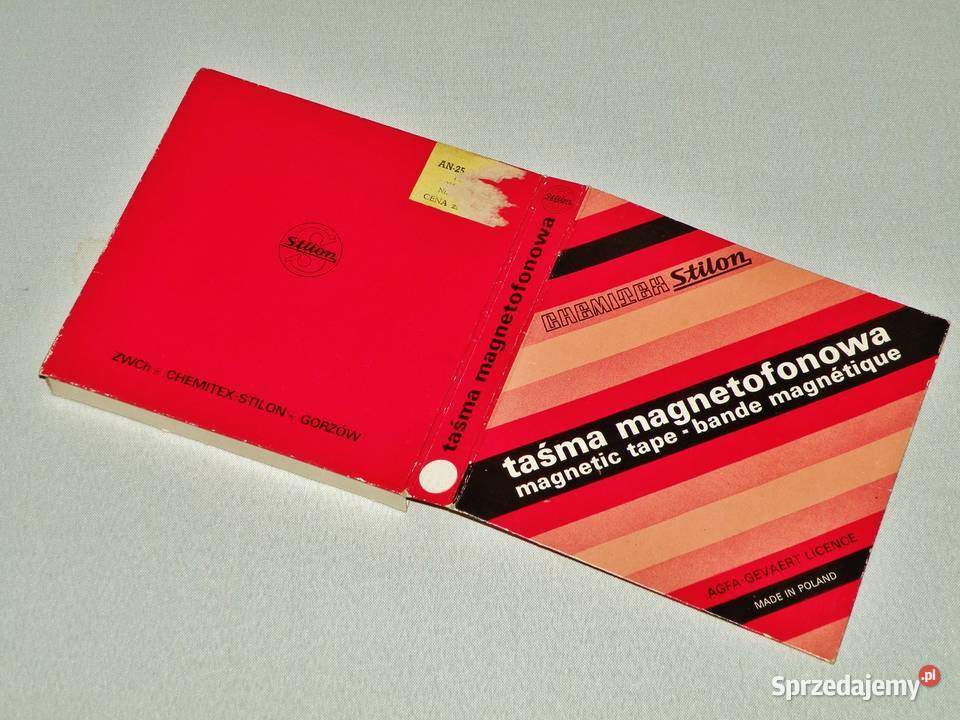 AN-25
CENA
Stilon
ZWCh * CHEMITEX-STILON * GORZÓW
Stilon
taśma magnetofonowa
CHEMITEX Stilon
taśma magnetofonowa
magnetic tape - bande magnétique
AGFA-GEVAERT LICENCE
MADE IN POLAND
Sprzedajemy.pl